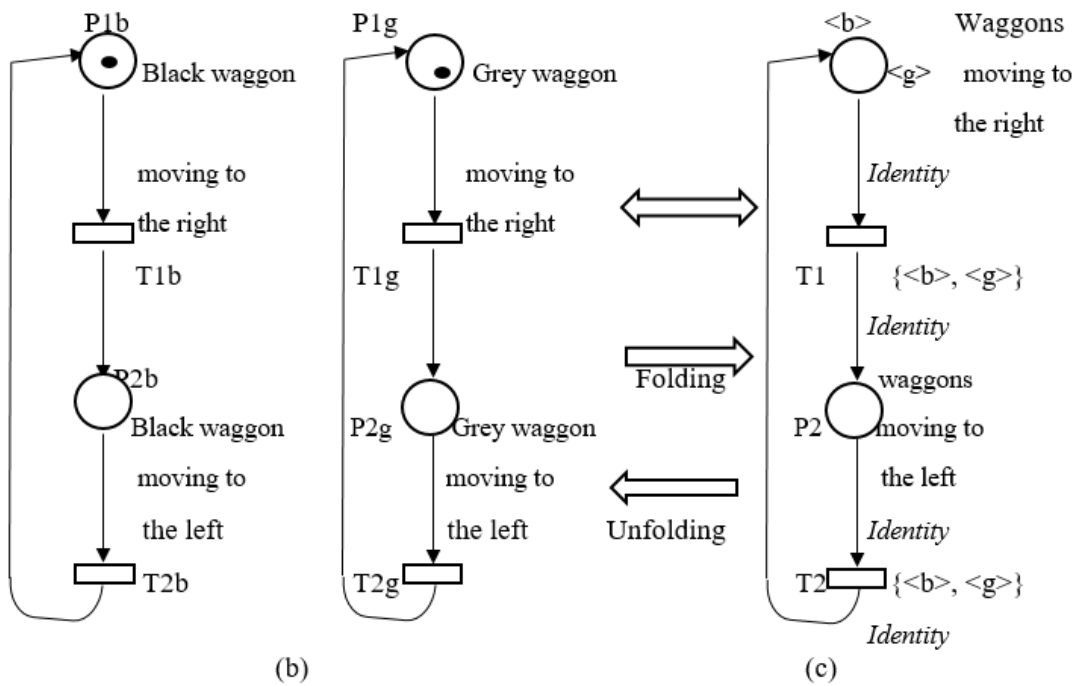 P1b
Black waggon
moving to
the right
T1b
P2b
Black waggon
moving to
the left
T2b
P1g
Grey waggon
moving to
the right
T1g
P2g
Grey waggon
moving to
the left
T2g
(b)
Folding
Unfolding
<b>
<g>
Waggons
moving to
the right
Identity
T1
{<b>, <g>}
Identity
P2
waggons
moving to
the left
Identity
T2
{<b>, <g>}
Identity
(c)